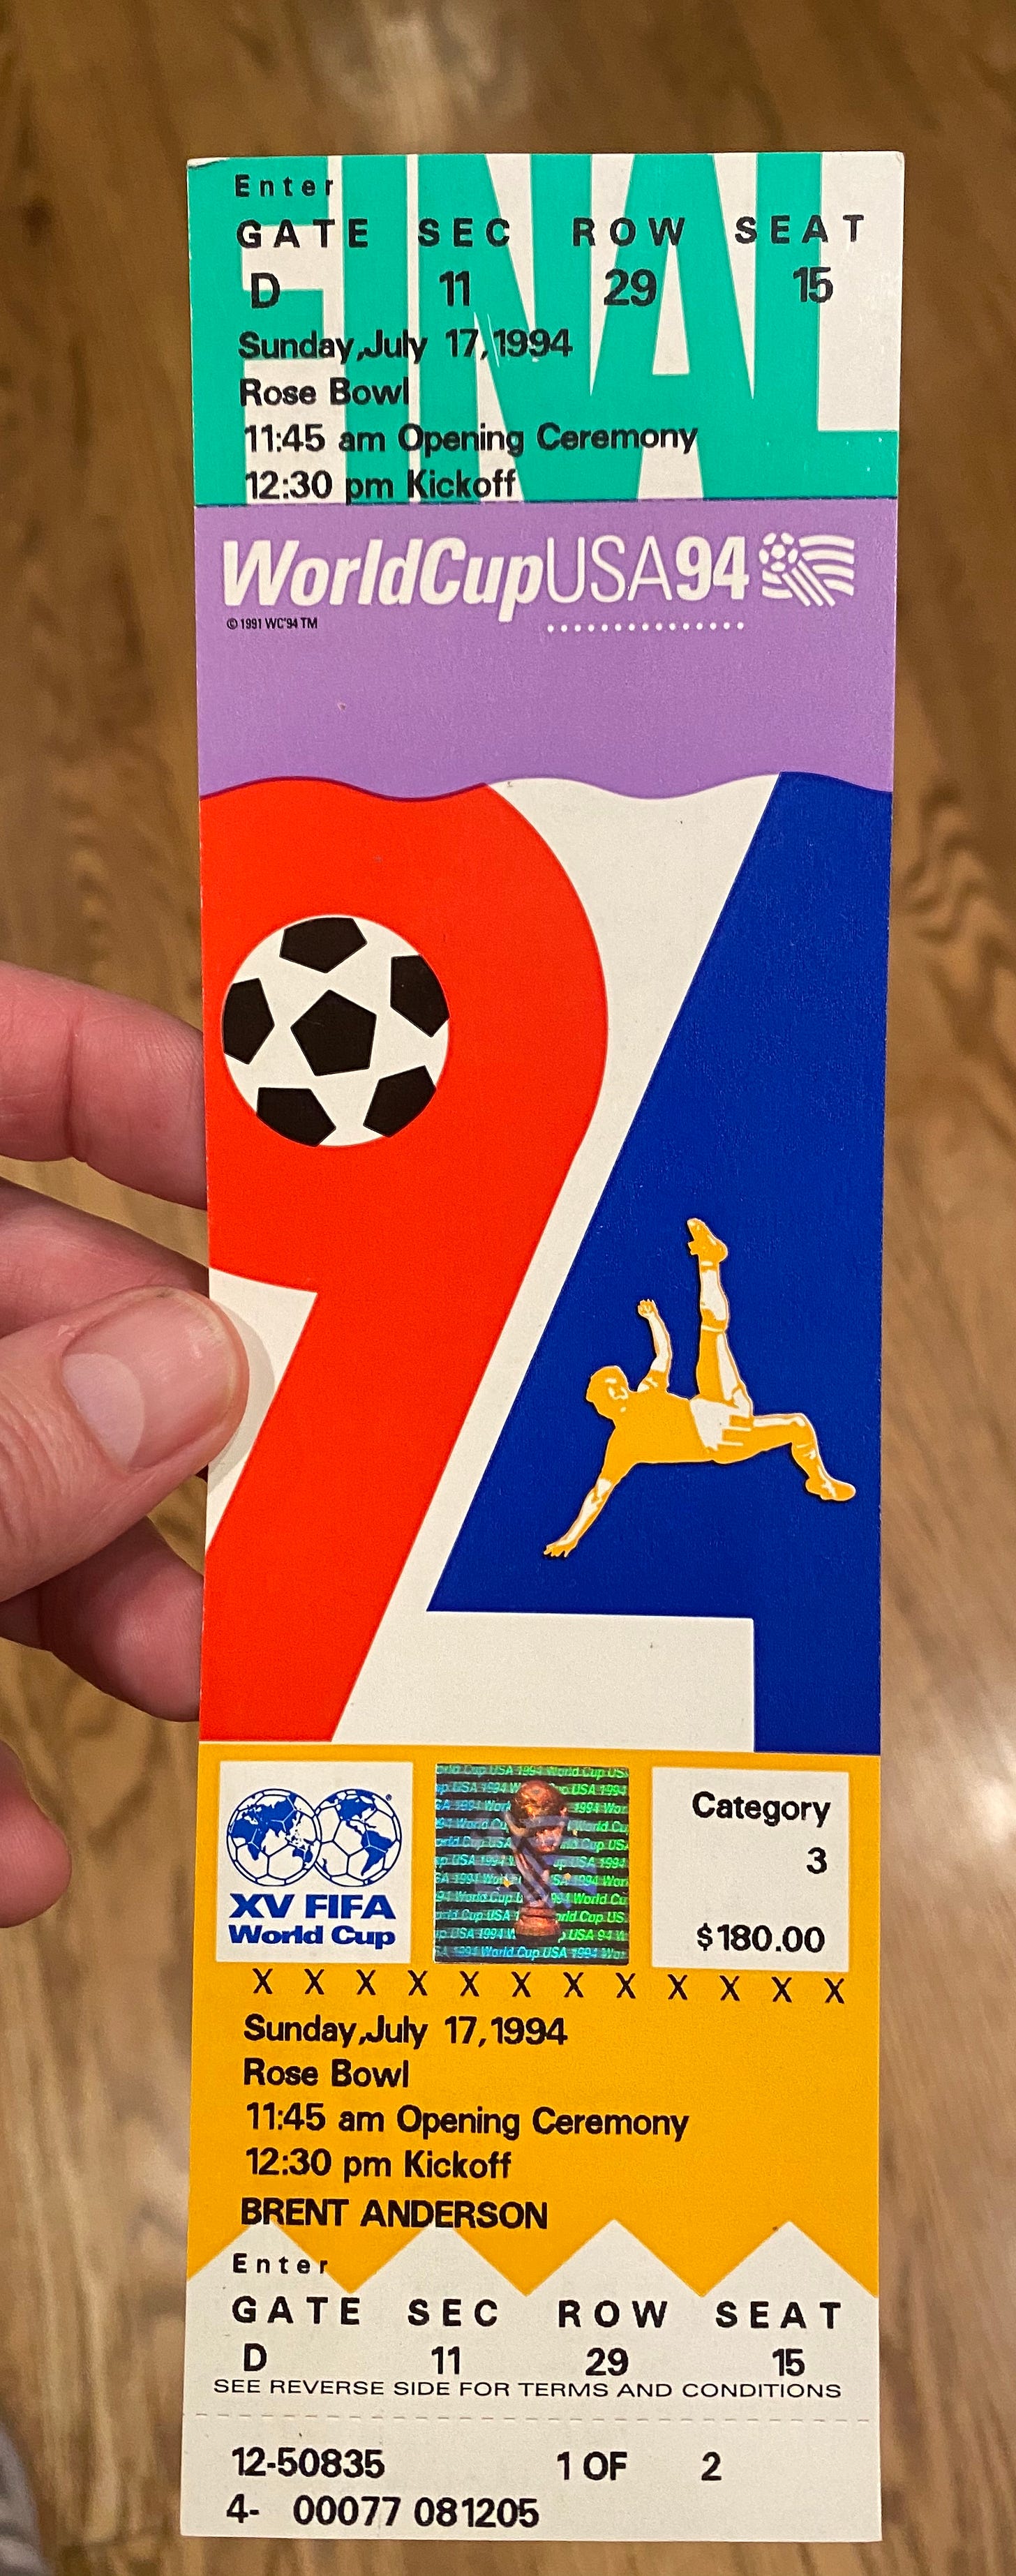 FINAL
Enter
GATE SEC ROW SEAT
D 11 29 15
Sunday,July 17,1994
Rose Bowl
11:45 am Opening Ceremony
12:30 pm Kickoff
WorldCupUSA94
© 1991 WC'94 TM
94
XV FIFA
World Cup
World Cup USA 1994
Category
3
$180.00
X X X X X X X X X X X X
Sunday,July 17,1994
Rose Bowl
11:45 am Opening Ceremony
12:30 pm Kickoff
BRENT ANDERSON
Enter
GATE SEC ROW SEAT
D 11 29 15
SEE REVERSE SIDE FOR TERMS AND CONDITIONS
12-50835 1 OF 2
4- 00077 081205